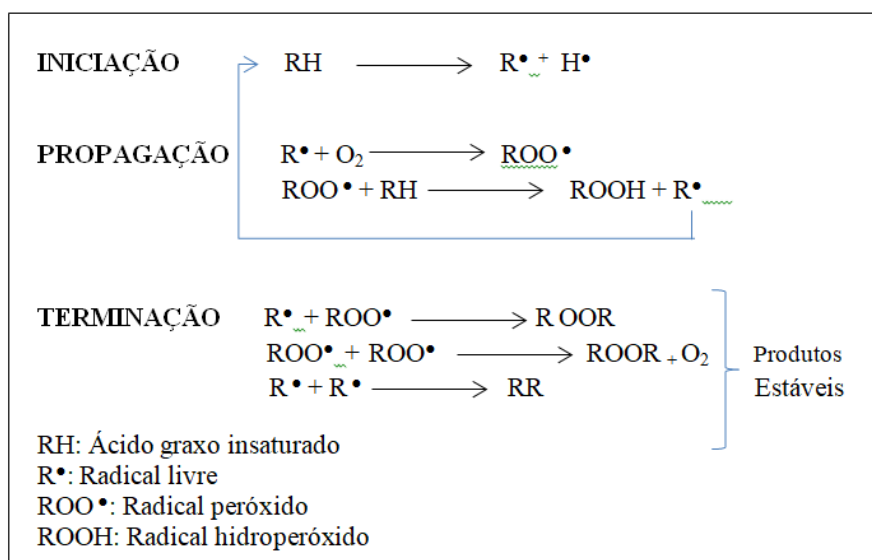 INICIAÇÃO RH ⟶ R• + H•
PROPAGAÇÃO R• + O₂ ⟶ ROO•
ROO• + RH ⟶ ROOH + R•
TERMINAÇÃO R• + ROO• ⟶ R OOR
ROO• + ROO• ⟶ ROOR + O₂
R• + R• ⟶ RR
Produtos
Estáveis
RH: Ácido graxo insaturado
R•: Radical livre
ROO•: Radical peróxido
ROOH: Radical hidroperóxido